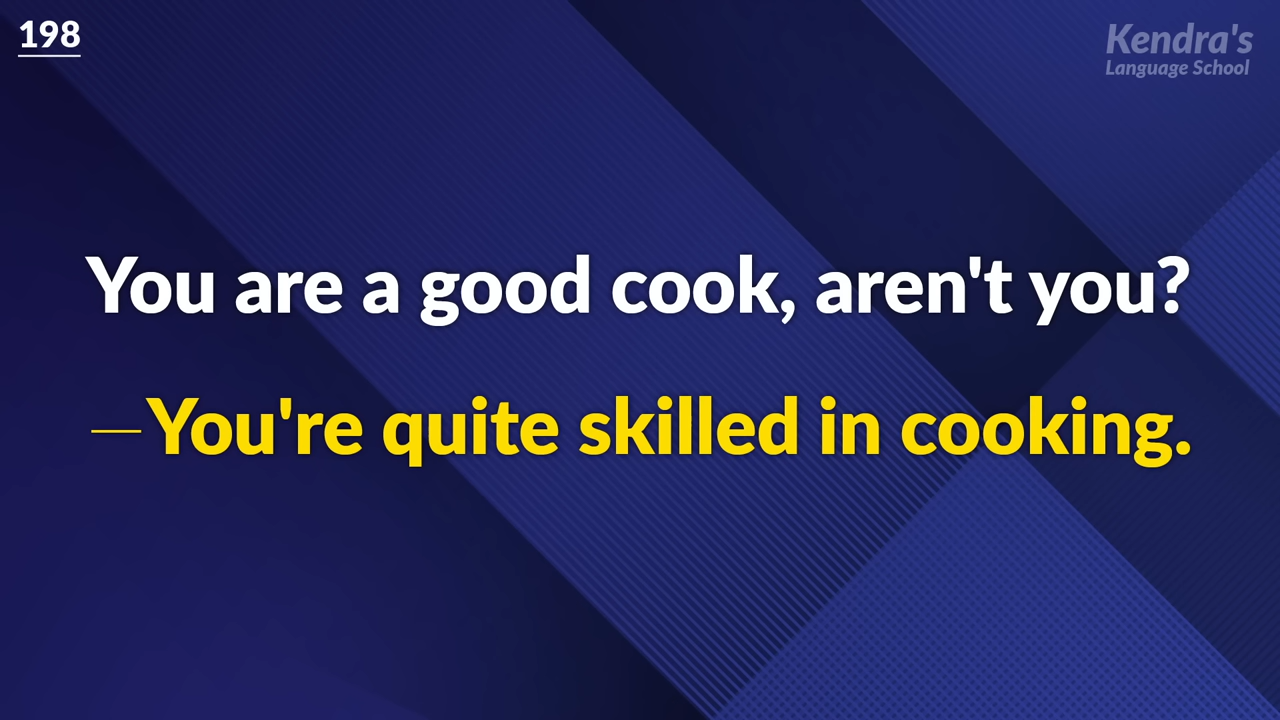 198
Kendra's
Language School
You are a good cook, aren't you?
—You're quite skilled in cooking.